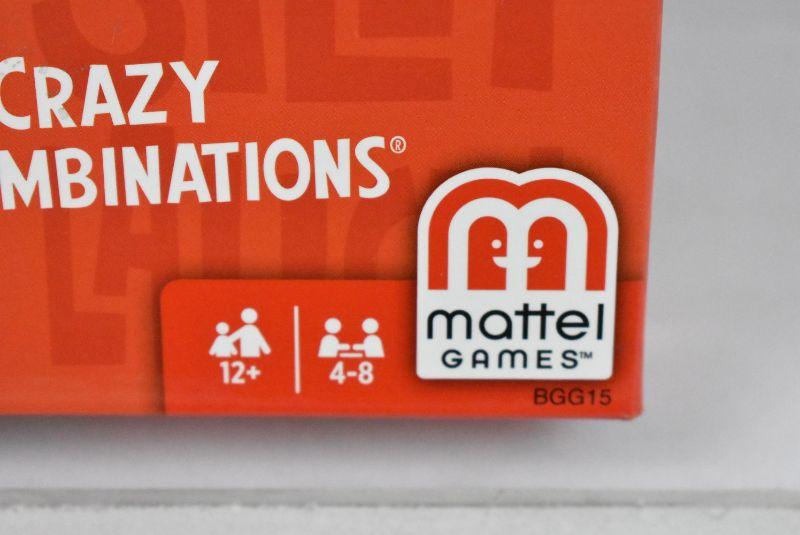 CRAZY
MBINATIONS®
mattel
GAMES™
12+
4-8
BGG15